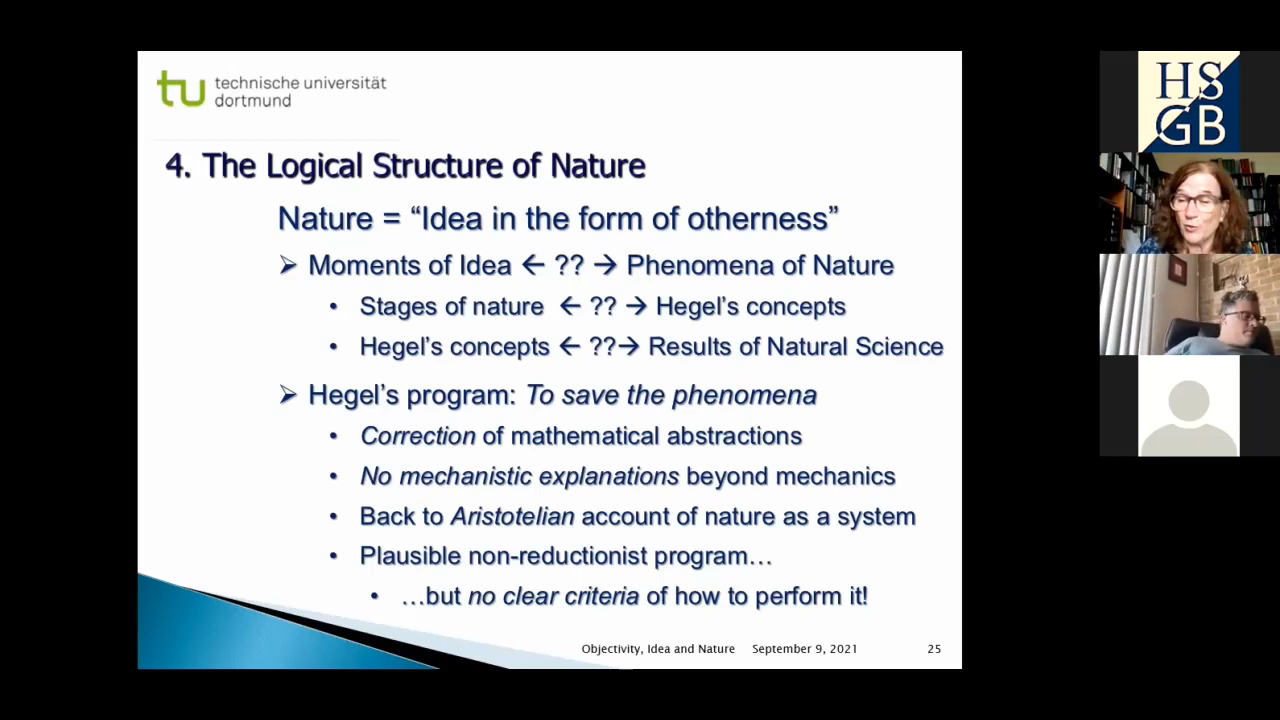 technische universität
dortmund
4. The Logical Structure of Nature
Nature = “Idea in the form of otherness”
➢ Moments of Idea ← ?? → Phenomena of Nature
• Stages of nature ← ?? → Hegel’s concepts
• Hegel’s concepts ← ??→ Results of Natural Science
➢ Hegel’s program: To save the phenomena
• Correction of mathematical abstractions
• No mechanistic explanations beyond mechanics
• Back to Aristotelian account of nature as a system
• Plausible non-reductionist program…
• …but no clear criteria of how to perform it!
Objectivity, Idea and Nature September 9, 2021 25
HS
GB